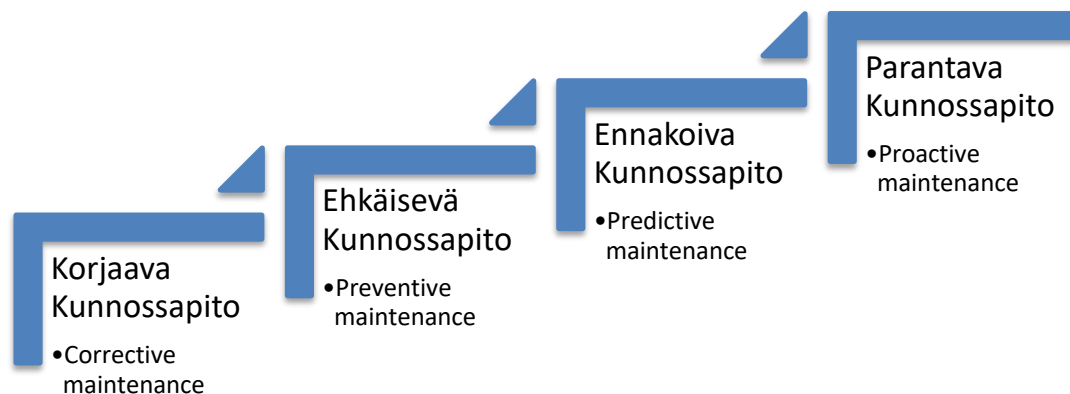 Korjaava
Kunnossapito
•Corrective
maintenance
Ehkäisevä
Kunnossapito
•Preventive
maintenance
Ennakoiva
Kunnossapito
•Predictive
maintenance
Parantava
Kunnossapito
•Proactive
maintenance